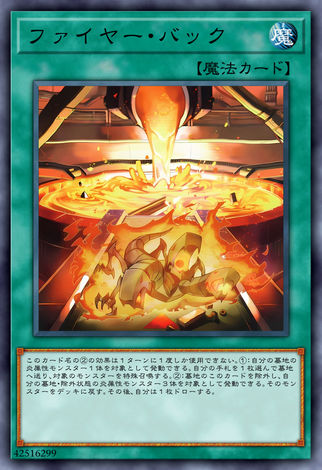 ファイヤー・バック
魔
【魔法カード】
このカード名の②の効果は１ターンに１度しか使用できない。①：自分の墓地の
炎属性モンスター１体を対象として発動できる。自分の手札を１枚選んで墓地
へ送り、対象のモンスターを特殊召喚する。②：墓地のこのカードを除外し、自
分の墓地・除外状態の炎属性モンスター３体を対象として発動できる。そのモン
スターをデッキに戻す。その後、自分は１枚ドローする。
42516299